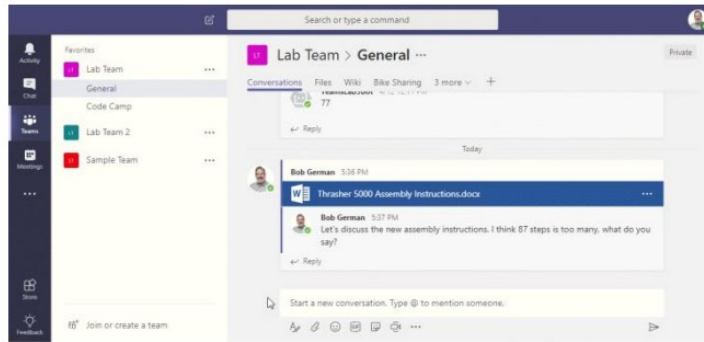 Search or type a command
Activity
Chat
Teams
Meetings
Store
Feedback
Favorites
LT Lab Team
General
Code Camp
LT Lab Team 2
Sample Team
Join or create a team
LT Lab Team > General
Private
Conversations Files Wiki Bike Sharing 3 more
77
Reply
Today
Bob German 5:36 PM
Thrasher 5000 Assembly Instructions.docx
Bob German 5:37 PM
Let's discuss the new assembly instructions. I think 87 steps is too many, what do you
say?
Reply
Start a new conversation. Type @ to mention someone.